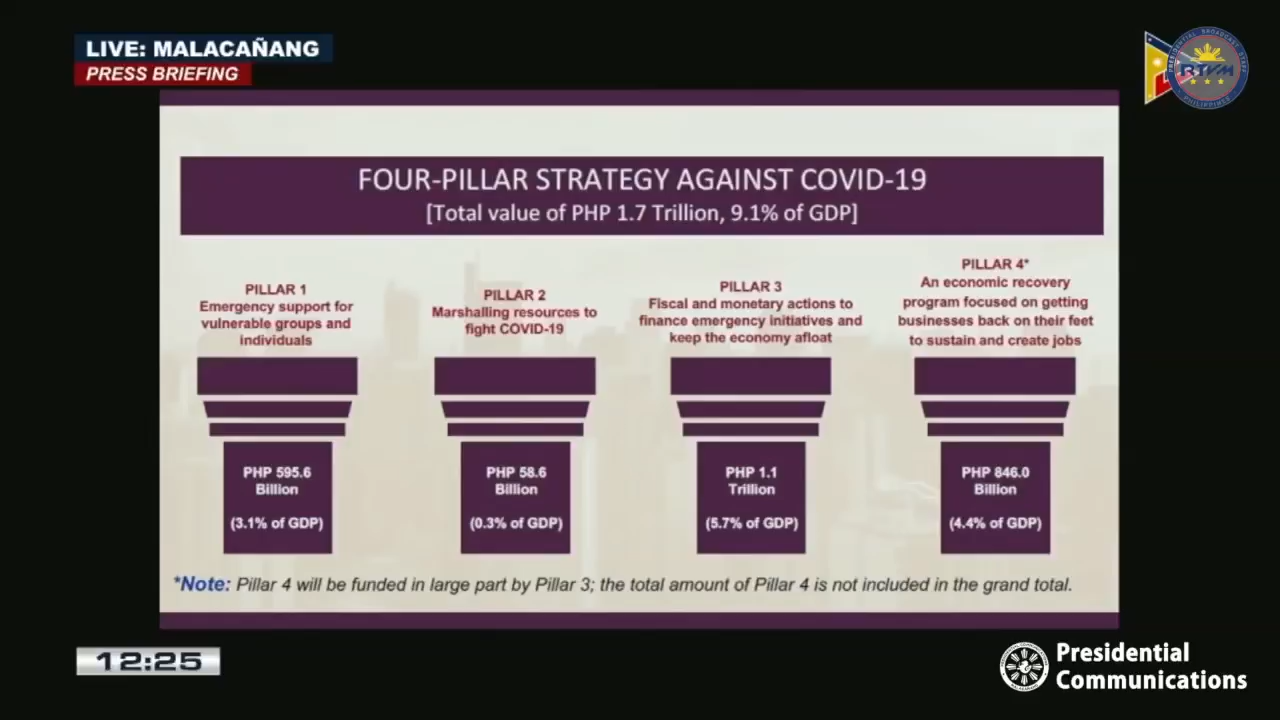 LIVE: MALACAÑANG
PRESS BRIEFING
PRESIDENTIAL BROADCAST STAFF
RTVM
PHILIPPINES
FOUR-PILLAR STRATEGY AGAINST COVID-19
[Total value of PHP 1.7 Trillion, 9.1% of GDP]
PILLAR 1
Emergency support for
vulnerable groups and
individuals
PHP 595.6
Billion
(3.1% of GDP)
PILLAR 2
Marshalling resources to
fight COVID-19
PHP 58.6
Billion
(0.3% of GDP)
PILLAR 3
Fiscal and monetary actions to
finance emergency initiatives and
keep the economy afloat
PHP 1.1
Trillion
(5.7% of GDP)
PILLAR 4*
An economic recovery
program focused on getting
businesses back on their feet
to sustain and create jobs
PHP 846.0
Billion
(4.4% of GDP)
*Note: Pillar 4 will be funded in large part by Pillar 3; the total amount of Pillar 4 is not included in the grand total.
12:25
Presidential
Communications